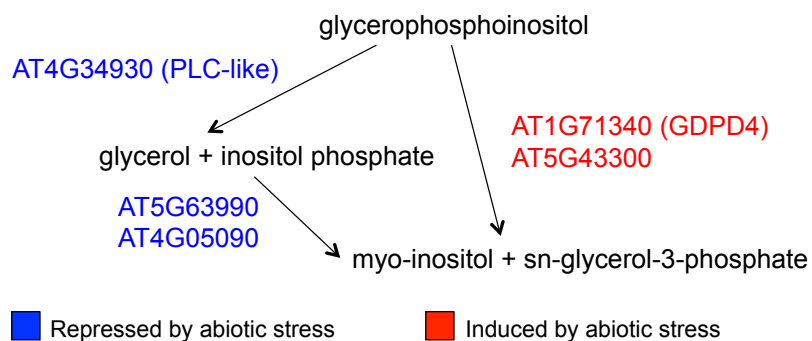 glycerophosphoinositol
AT4G34930 (PLC-like)
AT1G71340 (GDPD4)
AT5G43300
glycerol + inositol phosphate
AT5G63990
AT4G05090
myo-inositol + sn-glycerol-3-phosphate
Repressed by abiotic stress
Induced by abiotic stress